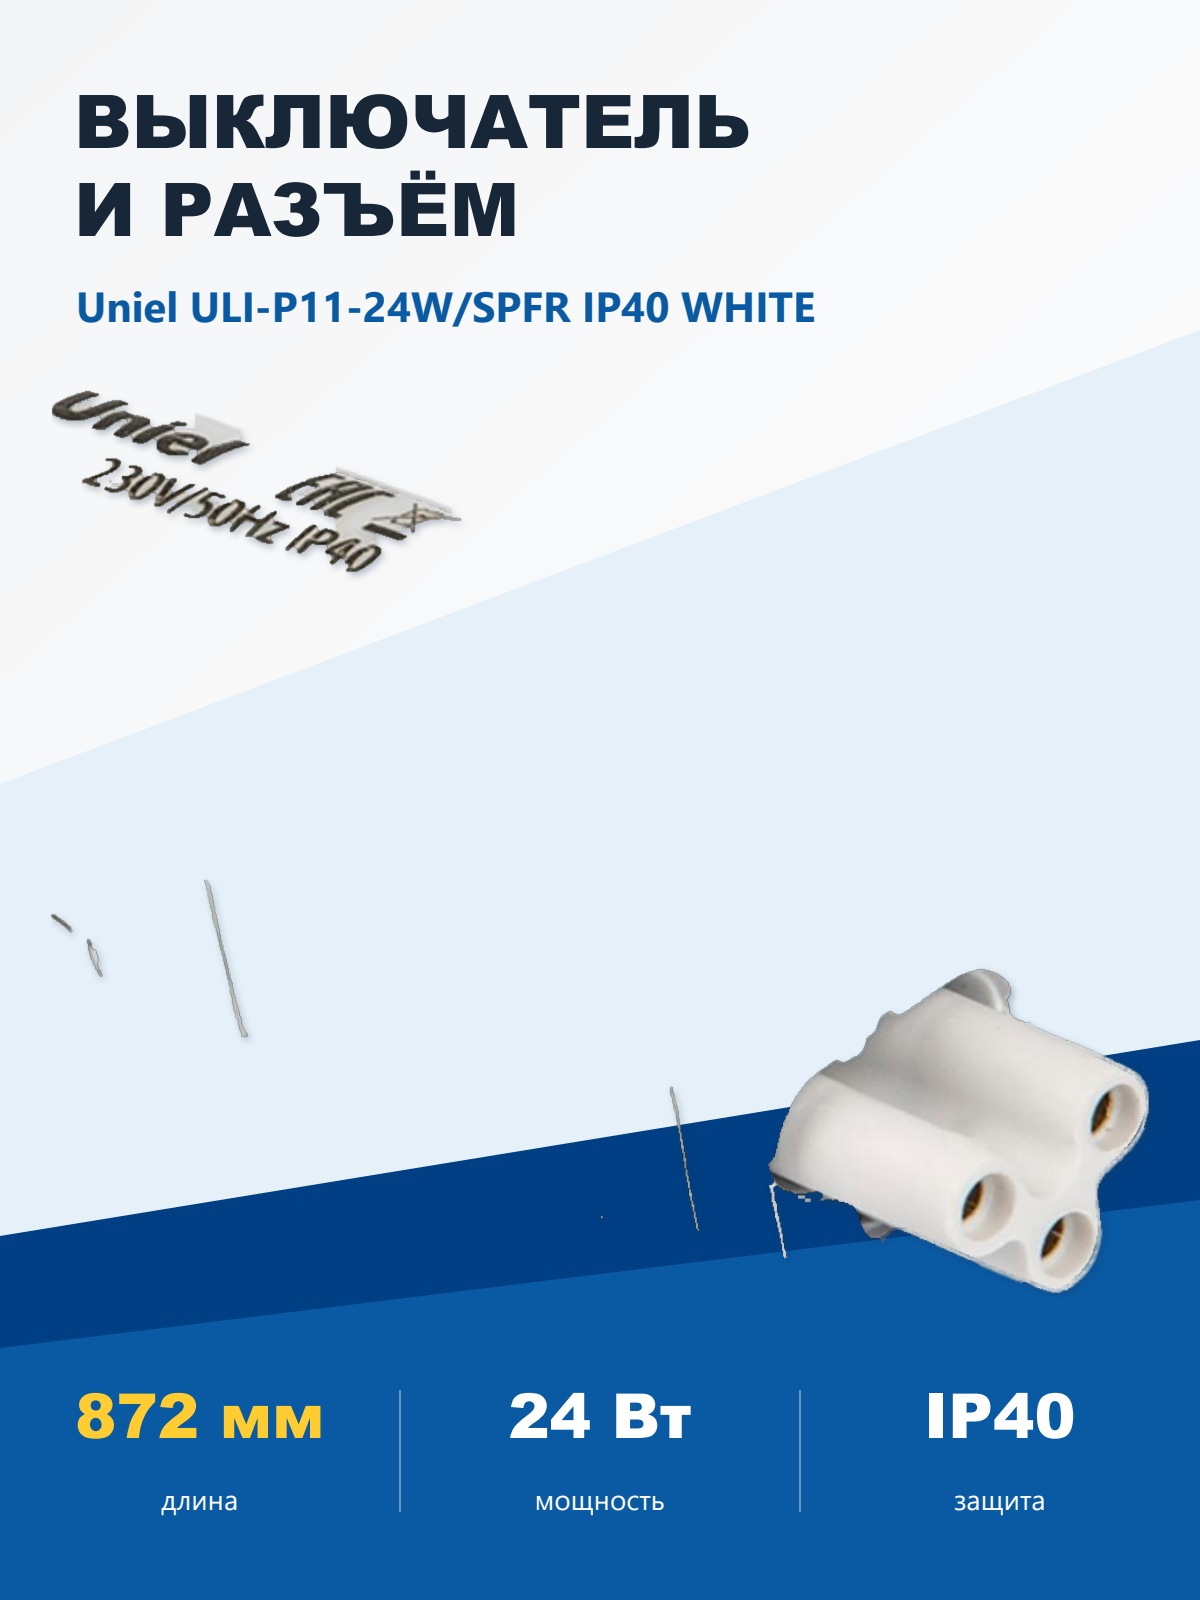 ВЫКЛЮЧАТЕЛЬ
И РАЗЪЁМ
Uniel ULI-P11-24W/SPFR IP40 WHITE
Uniel
EAC
230V/50Hz IP40
872 мм
24 Вт
IP40
длина
мощность
защита